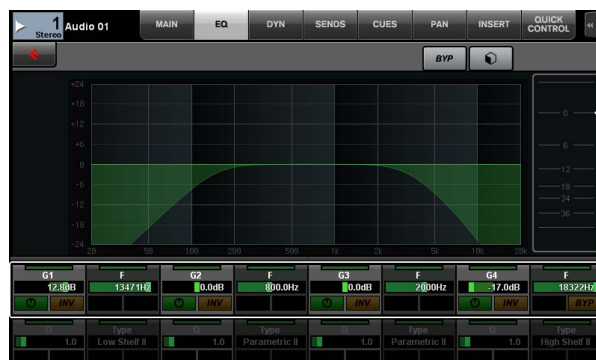 1 Audio 01 MAIN EQ DYN SENDS CUES PAN INSERT QUICK CONTROL
Stereo
BYP
+24
+18
+12
+6
0
-6
-12
-18
-24
20 50 100 200 500 1k 2k 5k 10k 20k
0
6
12
18
24
36
G1 F G2 F G3 F G4 F
12.8dB 13471Hz 0.0dB 800.0Hz 0.0dB 2000Hz -17.0dB 18322Hz
INV INV INV BYP
Q Type Q Type Q Type Q Type
1.0 Low Shelf II 1.0 Parametric II 1.0 Parametric II 1.0 High Shelf II